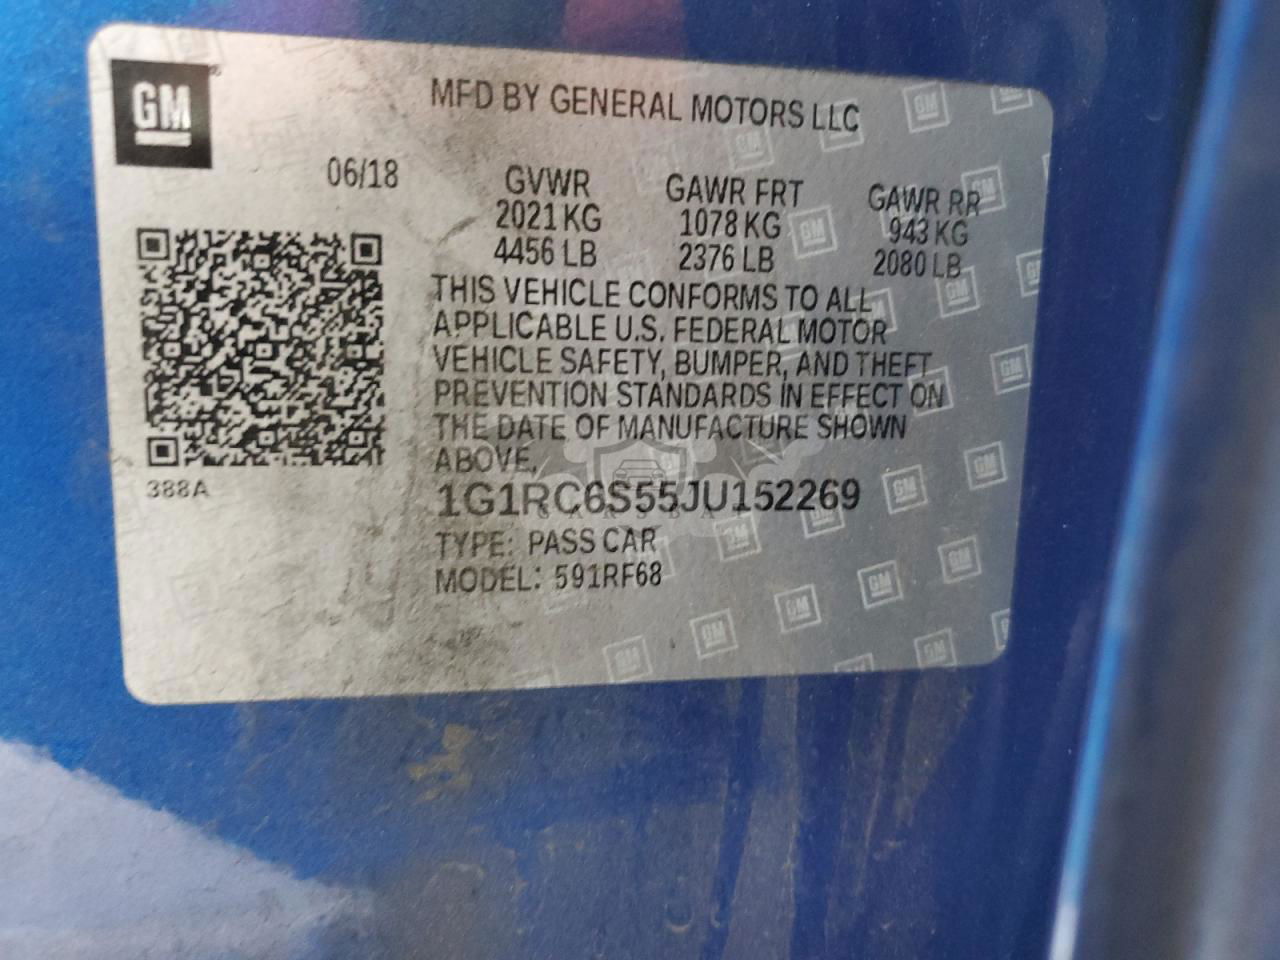 GM
MFD BY GENERAL MOTORS LLC
06/18
GVWR GAWR FRT GAWR RR
2021 KG 1078 KG 943 KG
4456 LB 2376 LB 2080 LB
THIS VEHICLE CONFORMS TO ALL
APPLICABLE U.S. FEDERAL MOTOR
VEHICLE SAFETY, BUMPER, AND THEFT
PREVENTION STANDARDS IN EFFECT ON
THE DATE OF MANUFACTURE SHOWN
ABOVE.
388A
1G1RC6S55JU152269
TYPE: PASS CAR
MODEL: 591RF68